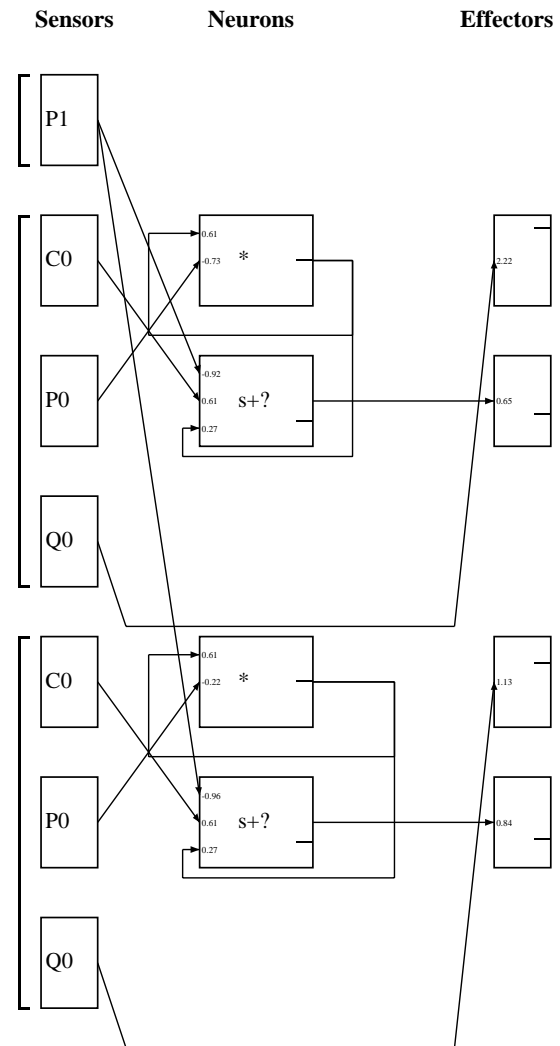 Sensors Neurons Effectors
P1
C0
0.61
-0.73
*
2.22
P0
-0.92
0.61
0.27
s+?
0.65
Q0
C0
0.61
-0.22
*
1.13
P0
-0.96
0.61
0.27
s+?
0.84
Q0